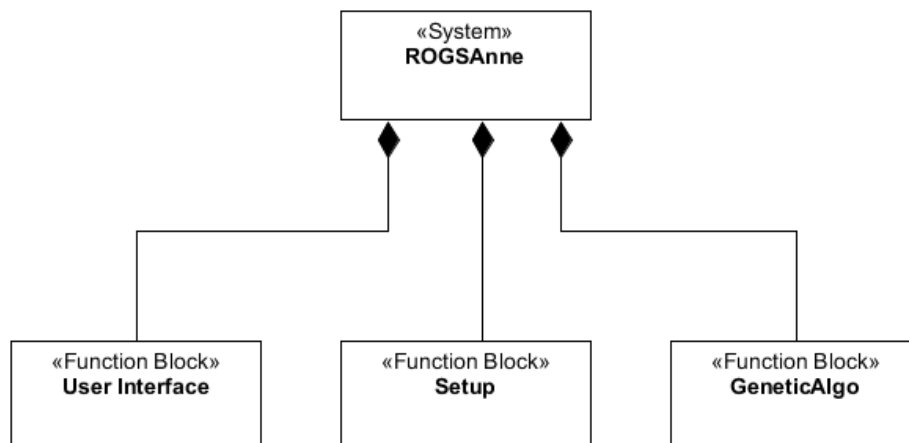 «System»
ROGSAnne
«Function Block»
User Interface
«Function Block»
Setup
«Function Block»
GeneticAlgo